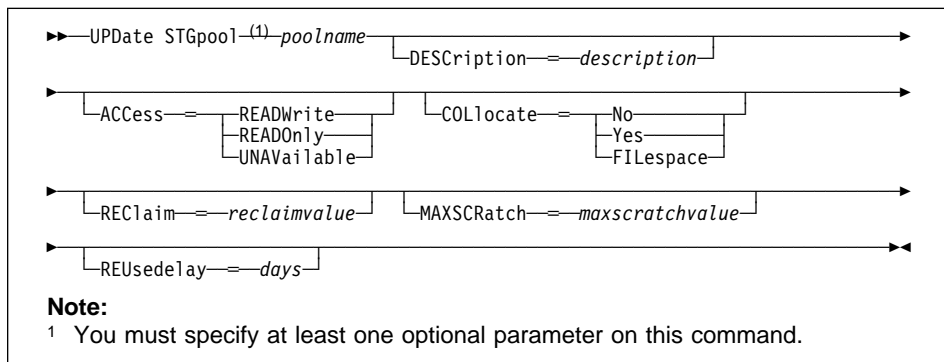 UPDate STGpool (1) poolname
DESCription = description
ACCess = READWrite COLlocate = No
READOnly Yes
UNAVailable FILespace
REClaim = reclaimvalue MAXSCRatch = maxscratchvalue
REUsedelay = days
Note:
1 You must specify at least one optional parameter on this command.